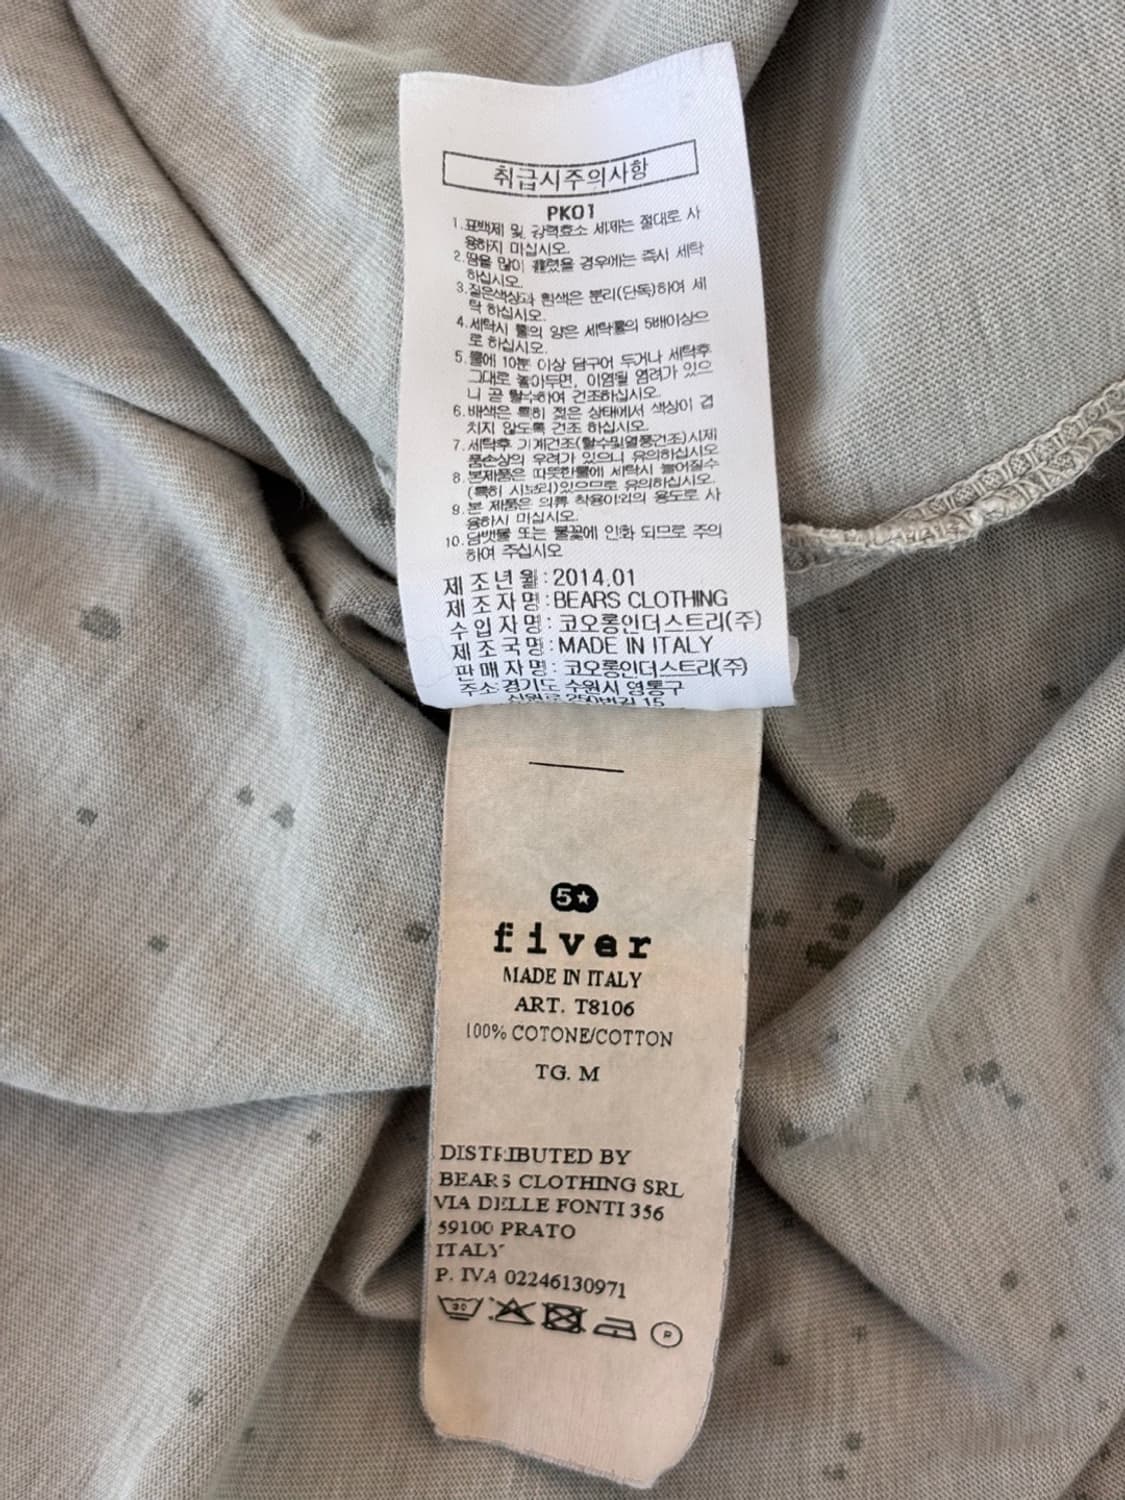 취급시주의사항
PK01
1.표백제 및 강력효소 세제는 절대로 사
용하지 미십시오.
2.땀을 많이 흘렸을 경우에는 즉시 세탁
하십시오.
3.짙은색상과 흰색은 분리(단독)하여 세
탁 하십시오.
4.세탁시 물의 양은 세탁물의 5배이상으
로 하십시오.
5.물에 10분 이상 담구어 두거나 세탁후
그대로 놓아두면, 이염될 염려가 있으
니 곧 탈수하여 건조하십시오.
6.배색은 특히 젖은 상태에서 색상이 겹
치지 않도록 건조 하십시오.
7.세탁후 기계건조(탈수및열풍건조)시제
품손상의 우려가 있으니 유의하십시오
8.본제품은 따뜻한물에 세탁시 늘어질수
(특히 시보리)있으므로 유의하십시오.
9.본 제품은 의류 착용이외의 용도로 사
용하시 미십시오.
10.담뱃불 또는 불꽃에 인화 되므로 주의
하여 주십시오
제조년월:2014.01
제조자명:BEARS CLOTHING
수입자명:코오롱인더스트리(주)
제조국명:MADE IN ITALY
판매자명:코오롱인더스트리(주)
주소:경기도 수원시 영통구
신원로 250번길 15
5★
fiver
MADE IN ITALY
ART. T8106
100% COTONE/COTTON
TG. M
DISTRIBUTED BY
BEARS CLOTHING SRL
VIA DELLE FONTI 356
59100 PRATO
ITALY
P. IVA 02246130971
30
P